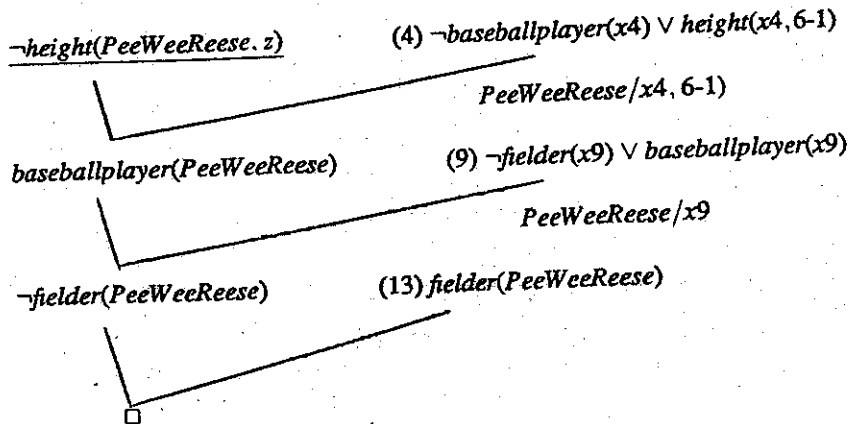 ¬height(PeeWeeReese. z)
(4) ¬baseballplayer(x4) ∨ height(x4, 6-1)
PeeWeeReese/x4, 6-1)
baseballplayer(PeeWeeReese)
(9) ¬fielder(x9) ∨ baseballplayer(x9)
PeeWeeReese/x9
¬fielder(PeeWeeReese)
(13) fielder(PeeWeeReese)